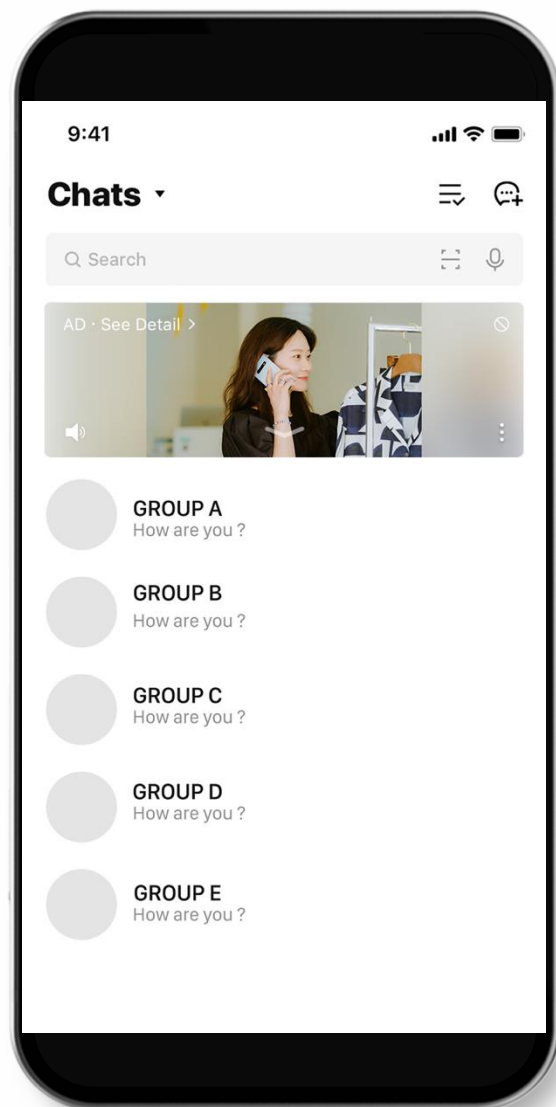 9:41
Chats
Search
AD · See Detail >
GROUP A
How are you ?
GROUP B
How are you ?
GROUP C
How are you ?
GROUP D
How are you ?
GROUP E
How are you ?